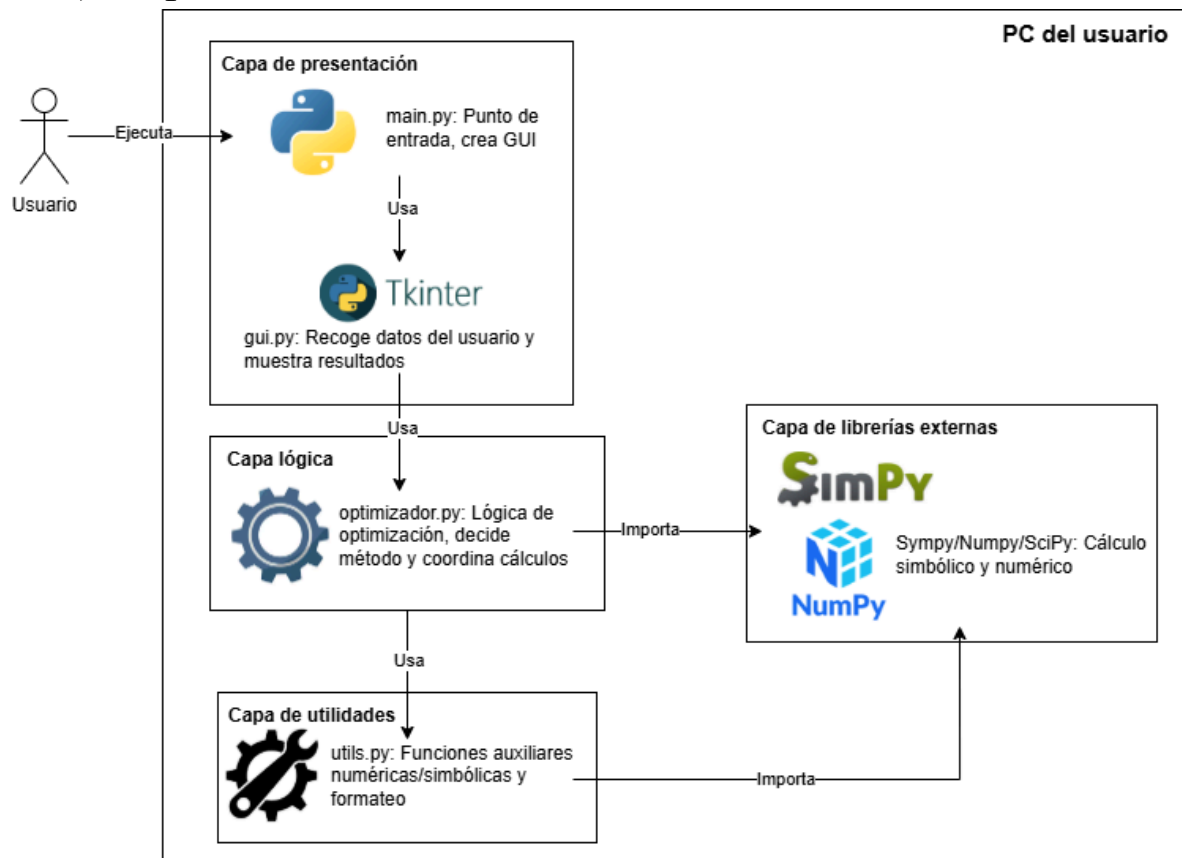 PC del usuario
Capa de presentación
main.py: Punto de
entrada, crea GUI
Ejecuta
Usuario
Usa
Tkinter
gui.py: Recoge datos del usuario y
muestra resultados
Usa
Capa lógica
optimizador.py: Lógica de
optimización, decide
método y coordina cálculos
Importa
Capa de librerías externas
SimPy
Sympy/Numpy/SciPy: Cálculo
simbólico y numérico
NumPy
Usa
Capa de utilidades
utils.py: Funciones auxiliares
numéricas/simbólicas y
formateo
Importa